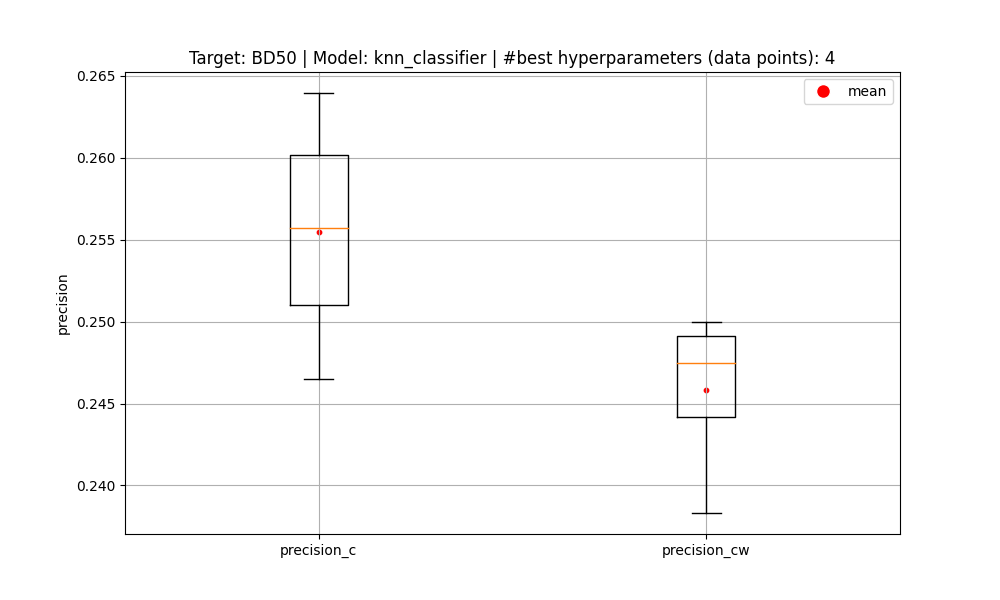 Target: BD50 | Model: knn_classifier | #best hyperparameters (data points): 4
mean
precision
0.265
0.260
0.255
0.250
0.245
0.240
precision_c
precision_cw